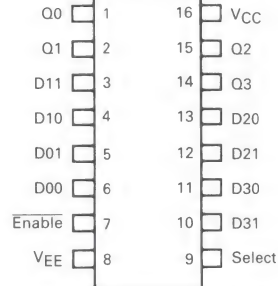 Q0 1 16 VCC
Q1 2 15 Q2
D11 3 14 Q3
D10 4 13 D20
D01 5 12 D21
D00 6 11 D30
Enable 7 10 D31
VEE 8 9 Select